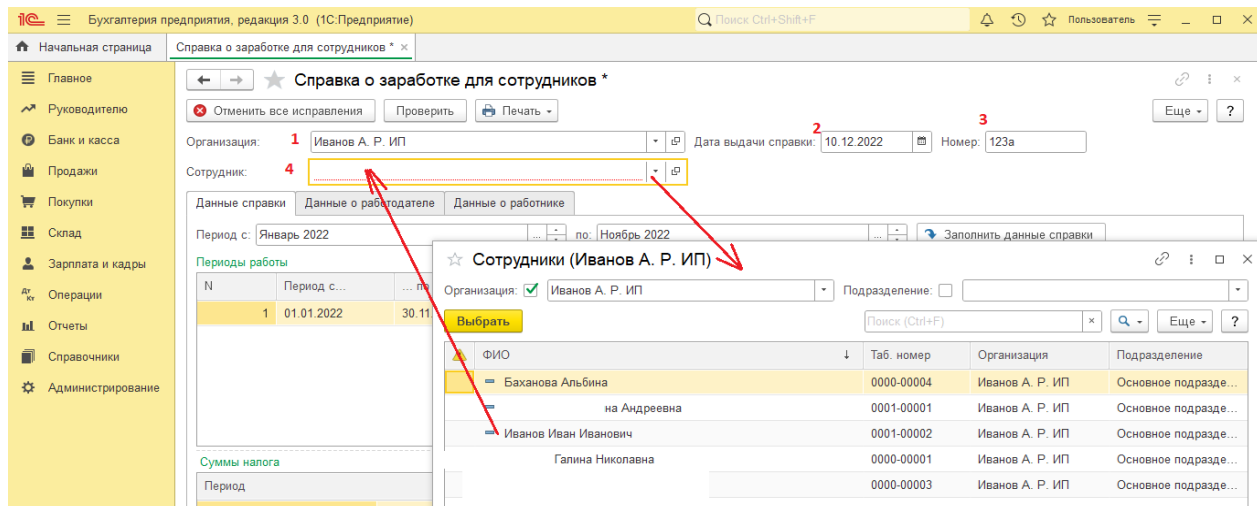 1С Бухгалтерия предприятия, редакция 3.0 (1С:Предприятие) Поиск Ctrl+Shift+F Пользователь
Начальная страница Справка о заработке для сотрудников * ×
Главное
Руководителю
Банк и касса
Продажи
Покупки
Склад
Зарплата и кадры
Операции
Отчеты
Справочники
Администрирование
Справка о заработке для сотрудников *
Отменить все исправления Проверить Печать Еще ?
Организация: 1 Иванов А. Р. ИП Дата выдачи справки: 2 10.12.2022 Номер: 3 123а
Сотрудник: 4
Данные справки Данные о работодателе Данные о работнике
Период с: Январь 2022 ... по: Ноябрь 2022 ... Заполнить данные справки
Периоды работы
N Период с... ... по
1 01.01.2022 30.11.
Суммы налога
Период
Сотрудники (Иванов А. Р. ИП)
Организация: Иванов А. Р. ИП Подразделение:
Выбрать Поиск (Ctrl+F) × Еще ?
ФИО ↓ Таб. номер Организация Подразделение
Баханова Альбина 0000-00004 Иванов А. Р. ИП Основное подразде...
на Андреевна 0001-00001 Иванов А. Р. ИП Основное подразде...
Иванов Иван Иванович 0001-00002 Иванов А. Р. ИП Основное подразде...
Галина Николавна 0000-00001 Иванов А. Р. ИП Основное подразде...
0000-00003 Иванов А. Р. ИП Основное подразде...